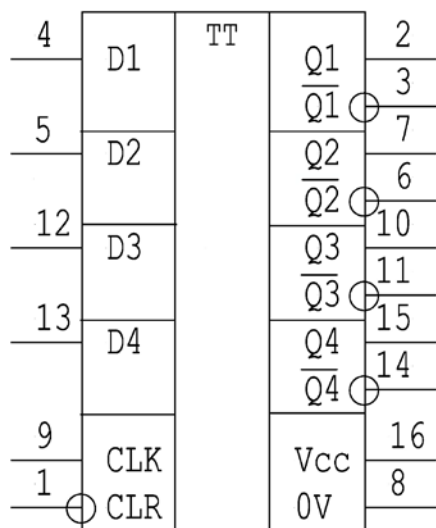 4 D1 TT Q1 2
Q1 3
5 D2 Q2 7
Q2 6
12 D3 Q3 10
Q3 11
13 D4 Q4 15
Q4 14
9 CLK Vcc 16
1 CLR 0V 8